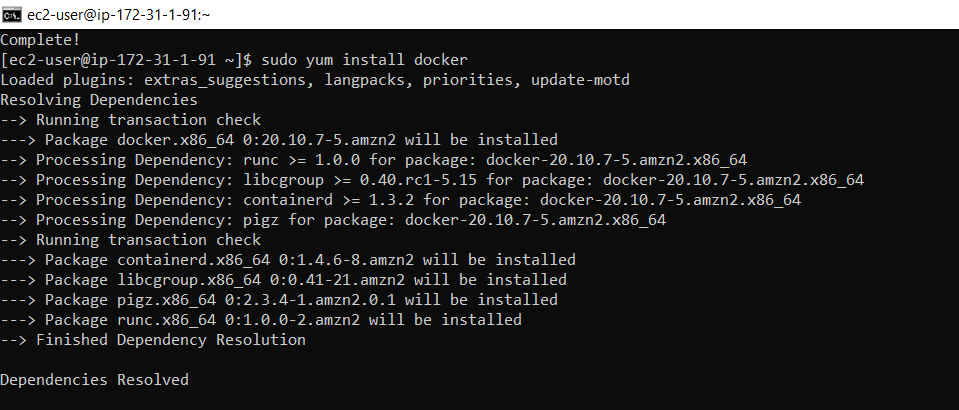 ec2-user@ip-172-31-1-91:~
Complete!
[ec2-user@ip-172-31-1-91 ~]$ sudo yum install docker
Loaded plugins: extras_suggestions, langpacks, priorities, update-motd
Resolving Dependencies
--> Running transaction check
---> Package docker.x86_64 0:20.10.7-5.amzn2 will be installed
--> Processing Dependency: runc >= 1.0.0 for package: docker-20.10.7-5.amzn2.x86_64
--> Processing Dependency: libcgroup >= 0.40.rc1-5.15 for package: docker-20.10.7-5.amzn2.x86_64
--> Processing Dependency: containerd >= 1.3.2 for package: docker-20.10.7-5.amzn2.x86_64
--> Processing Dependency: pigz for package: docker-20.10.7-5.amzn2.x86_64
--> Running transaction check
---> Package containerd.x86_64 0:1.4.6-8.amzn2 will be installed
---> Package libcgroup.x86_64 0:0.41-21.amzn2 will be installed
---> Package pigz.x86_64 0:2.3.4-1.amzn2.0.1 will be installed
---> Package runc.x86_64 0:1.0.0-2.amzn2 will be installed
--> Finished Dependency Resolution
Dependencies Resolved